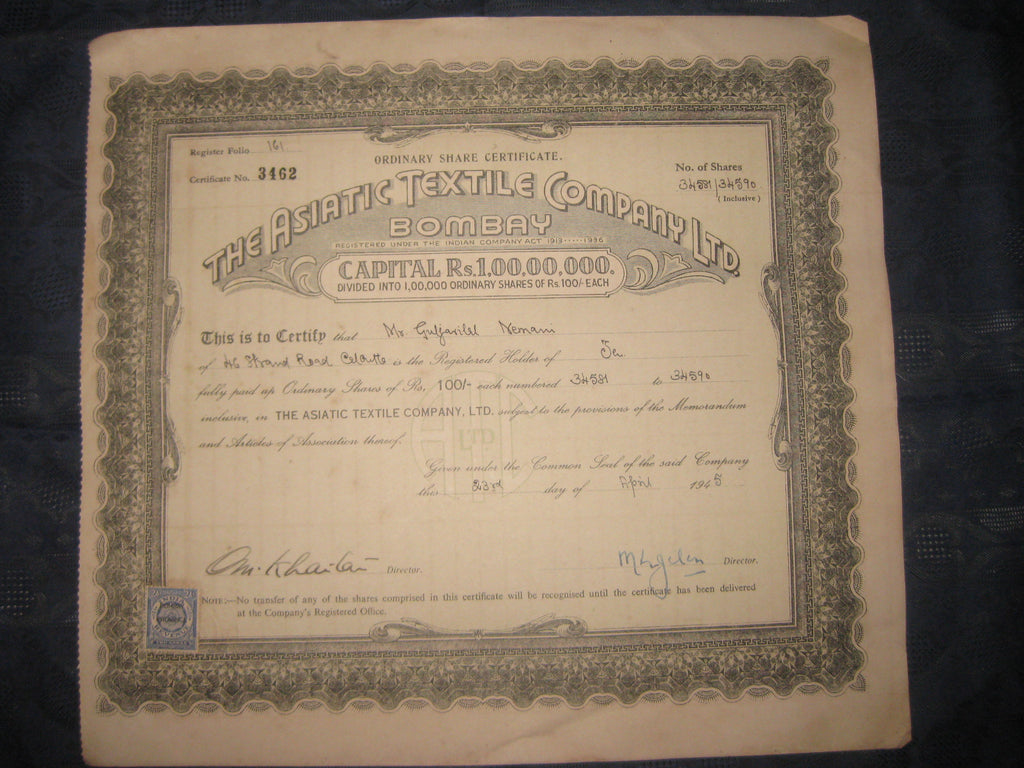 Register Folio 161
ORDINARY SHARE CERTIFICATE.
Certificate No. 3462
No. of Shares
34581/34590
(Inclusive)
THE ASIATIC TEXTILE COMPANY LTD.
BOMBAY
REGISTERED UNDER THE INDIAN COMPANY ACT 1913-----1936
CAPITAL Rs.1,00,00,000.
DIVIDED INTO 1,00,000 ORDINARY SHARES OF Rs.100/- EACH
This is to Certify that Mr. Guljarilal Nemani
of 46 Strand Road Calcutta is the Registered Holder of Ten
fully paid up Ordinary Shares of Rs. 100/- each numbered 34581 to 34590
inclusive, in THE ASIATIC TEXTILE COMPANY, LTD. subject to the provisions of the Memorandum
and Articles of Association thereof.
LTD
Given under the Common Seal of the said Company
this 23rd day of April 1945
Director.
Director.
NOTE:—No transfer of any of the shares comprised in this certificate will be recognised until the certificate has been delivered
at the Company's Registered Office.
INDIA
REVENUE